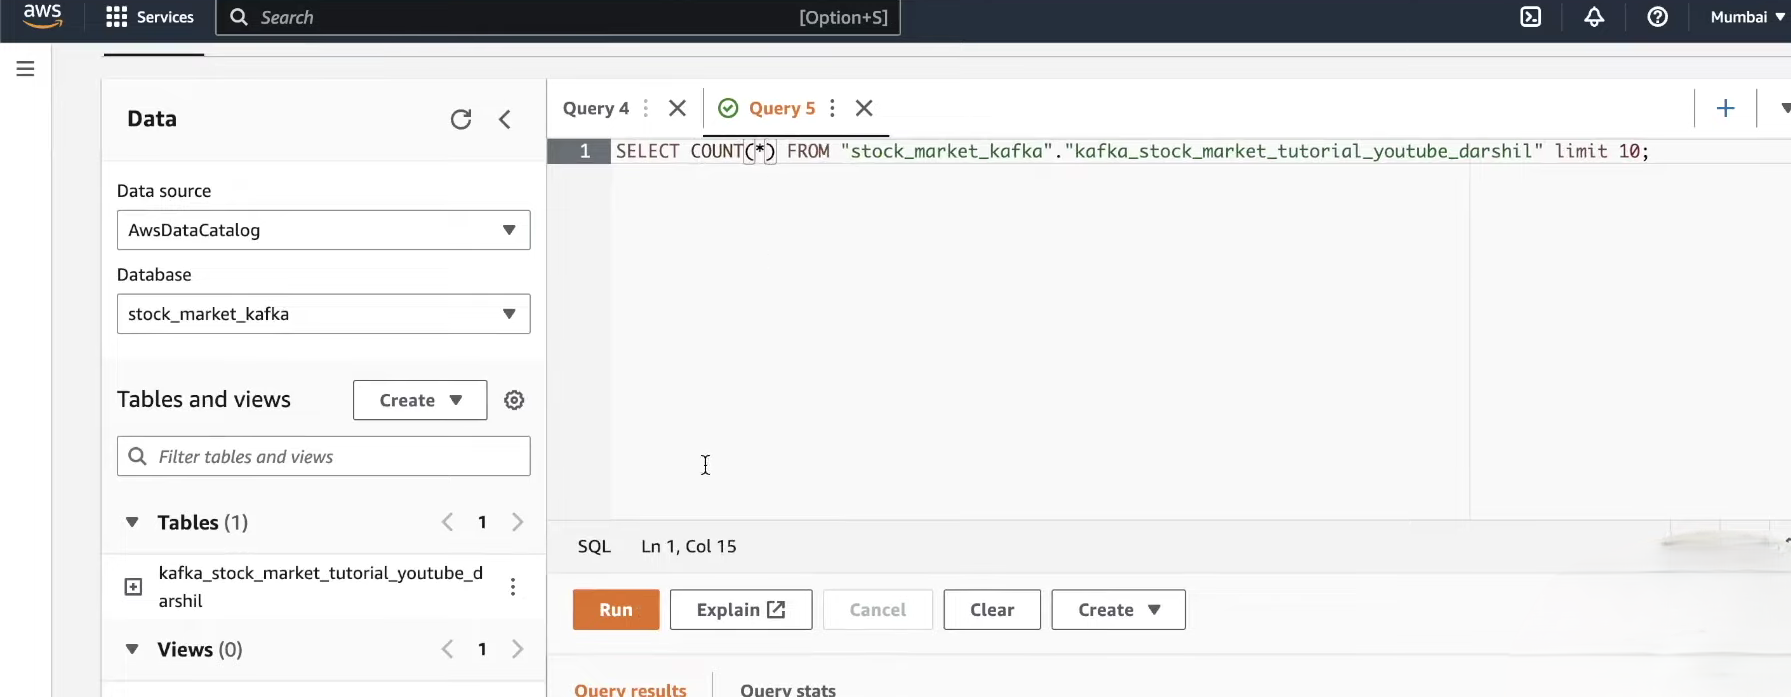 aws Services Search [Option+S] Mumbai
Data
Query 4 Query 5
1 SELECT COUNT(*) FROM "stock_market_kafka"."kafka_stock_market_tutorial_youtube_darshil" limit 10;
Data source
AwsDataCatalog
Database
stock_market_kafka
Tables and views Create
Filter tables and views
Tables (1) 1
kafka_stock_market_tutorial_youtube_d
arshil
Views (0) 1
SQL Ln 1, Col 15
Run Explain Cancel Clear Create
Query results Query stats